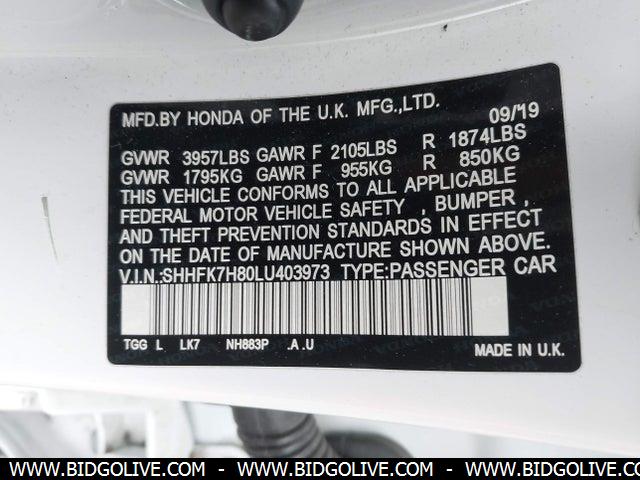 MFD.BY HONDA OF THE U.K. MFG.,LTD. 09/19
GVWR 3957LBS GAWR F 2105LBS R 1874LBS
GVWR 1795KG GAWR F 955KG R 850KG
THIS VEHICLE CONFORMS TO ALL APPLICABLE
FEDERAL MOTOR VEHICLE SAFETY , BUMPER ,
AND THEFT PREVENTION STANDARDS IN EFFECT
ON THE DATE OF MANUFACTURE SHOWN ABOVE.
V.I.N.:SHHFK7H80LU403973 TYPE:PASSENGER CAR
TGG L LK7 NH883P .A .U MADE IN U.K.
WWW.BIDGOLIVE.COM - WWW.BIDGOLIVE.COM - WWW.BIDGOLIVE.COM